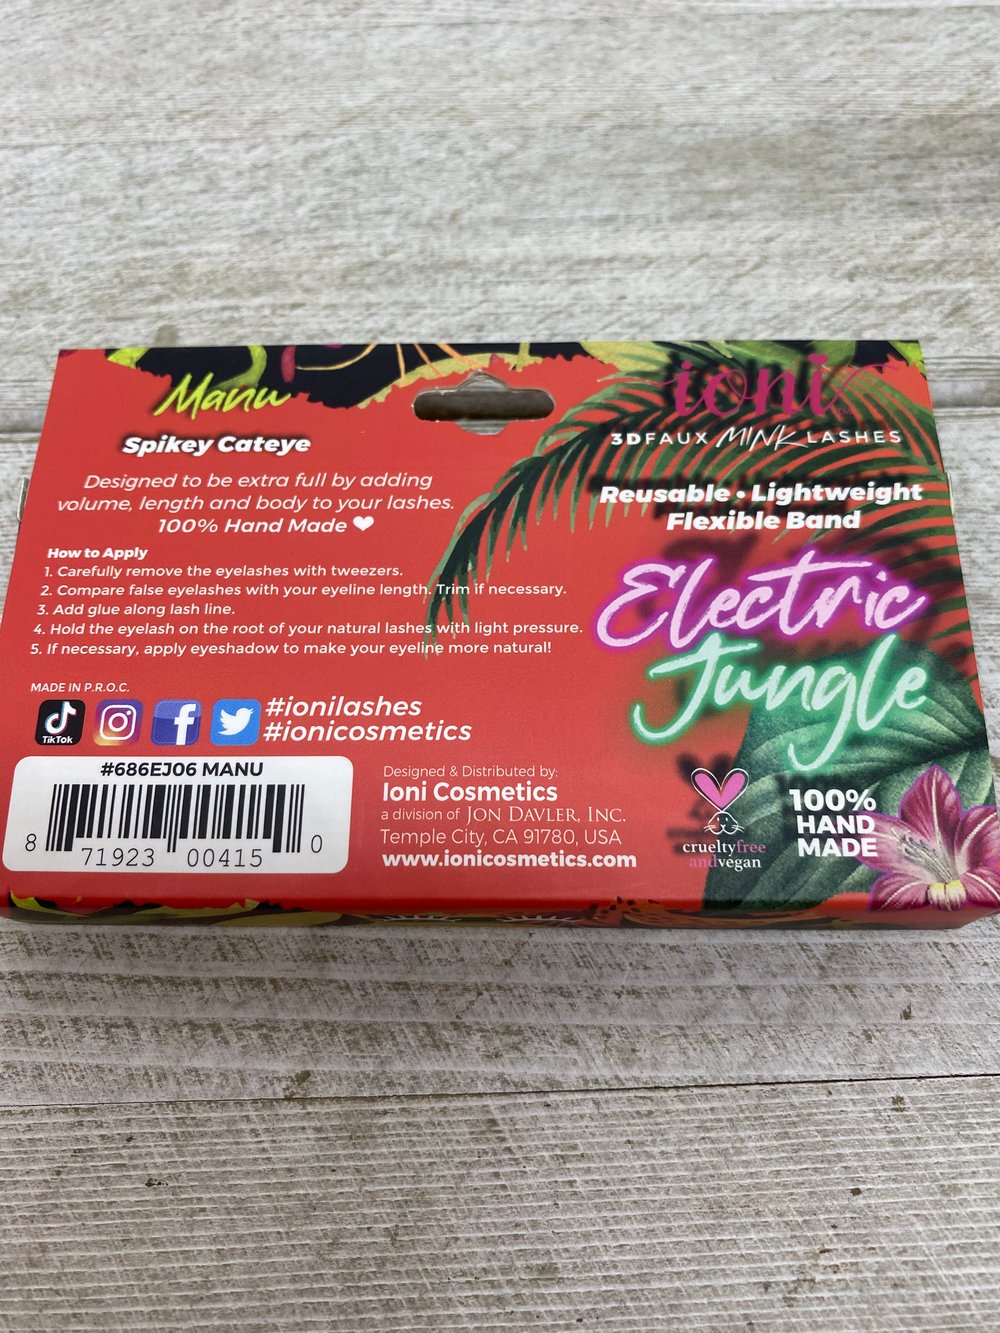 Manu
Spikey Cateye
Designed to be extra full by adding
volume, length and body to your lashes.
100% Hand Made
How to Apply
1. Carefully remove the eyelashes with tweezers.
2. Compare false eyelashes with your eyeline length. Trim if necessary.
3. Add glue along lash line.
4. Hold the eyelash on the root of your natural lashes with light pressure.
5. If necessary, apply eyeshadow to make your eyeline more natural!
MADE IN P.R.O.C.
TikTok
#ionilashes
#ionicosmetics
#686EJ06 MANU
8 71923 00415 0
Designed & Distributed by:
Ioni Cosmetics
a division of JON DAVLER, INC.
Temple City, CA 91780, USA
www.ionicosmetics.com
ioni™
3D FAUX MINK LASHES
Reusable • Lightweight
Flexible Band
Electric
Jungle
crueltyfree
andvegan
100%
HAND
MADE